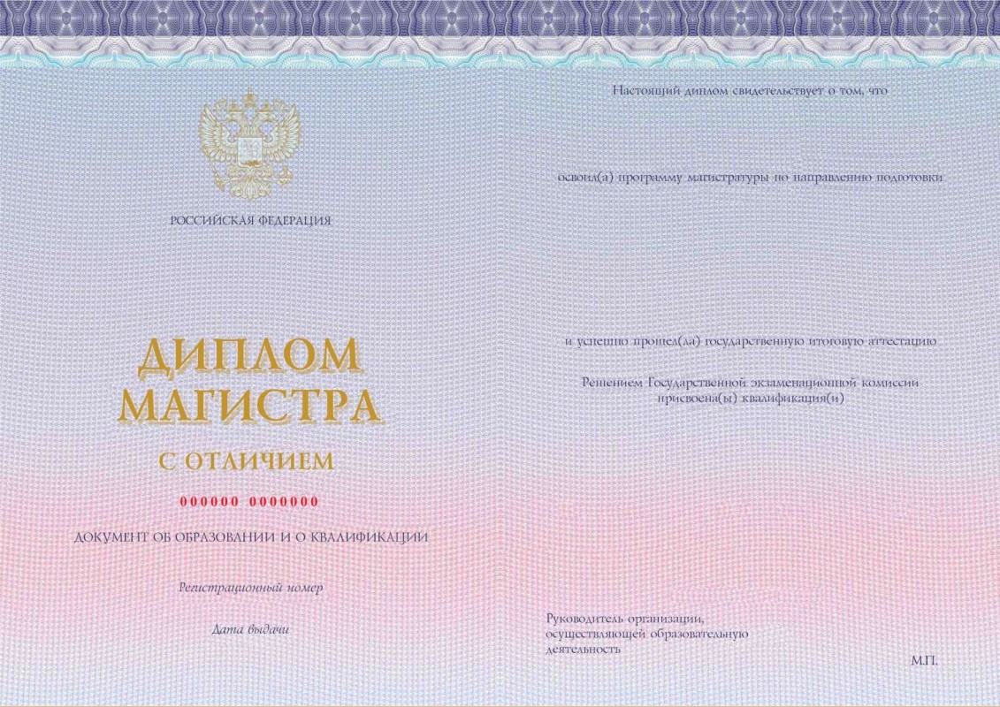 РОССИЙСКАЯ ФЕДЕРАЦИЯ
ДИПЛОМ
МАГИСТРА
С ОТЛИЧИЕМ
000000 0000000
ДОКУМЕНТ ОБ ОБРАЗОВАНИИ И О КВАЛИФИКАЦИИ
Регистрационный номер
Дата выдачи
Настоящий диплом свидетельствует о том, что
освоил(а) программу магистратуры по направлению подготовки
и успешно прошел(ла) государственную итоговую аттестацию
Решением Государственной экзаменационной комиссии
присвоена(ы) квалификация(и)
Руководитель организации,
осуществляющей образовательную
деятельность
М.П.